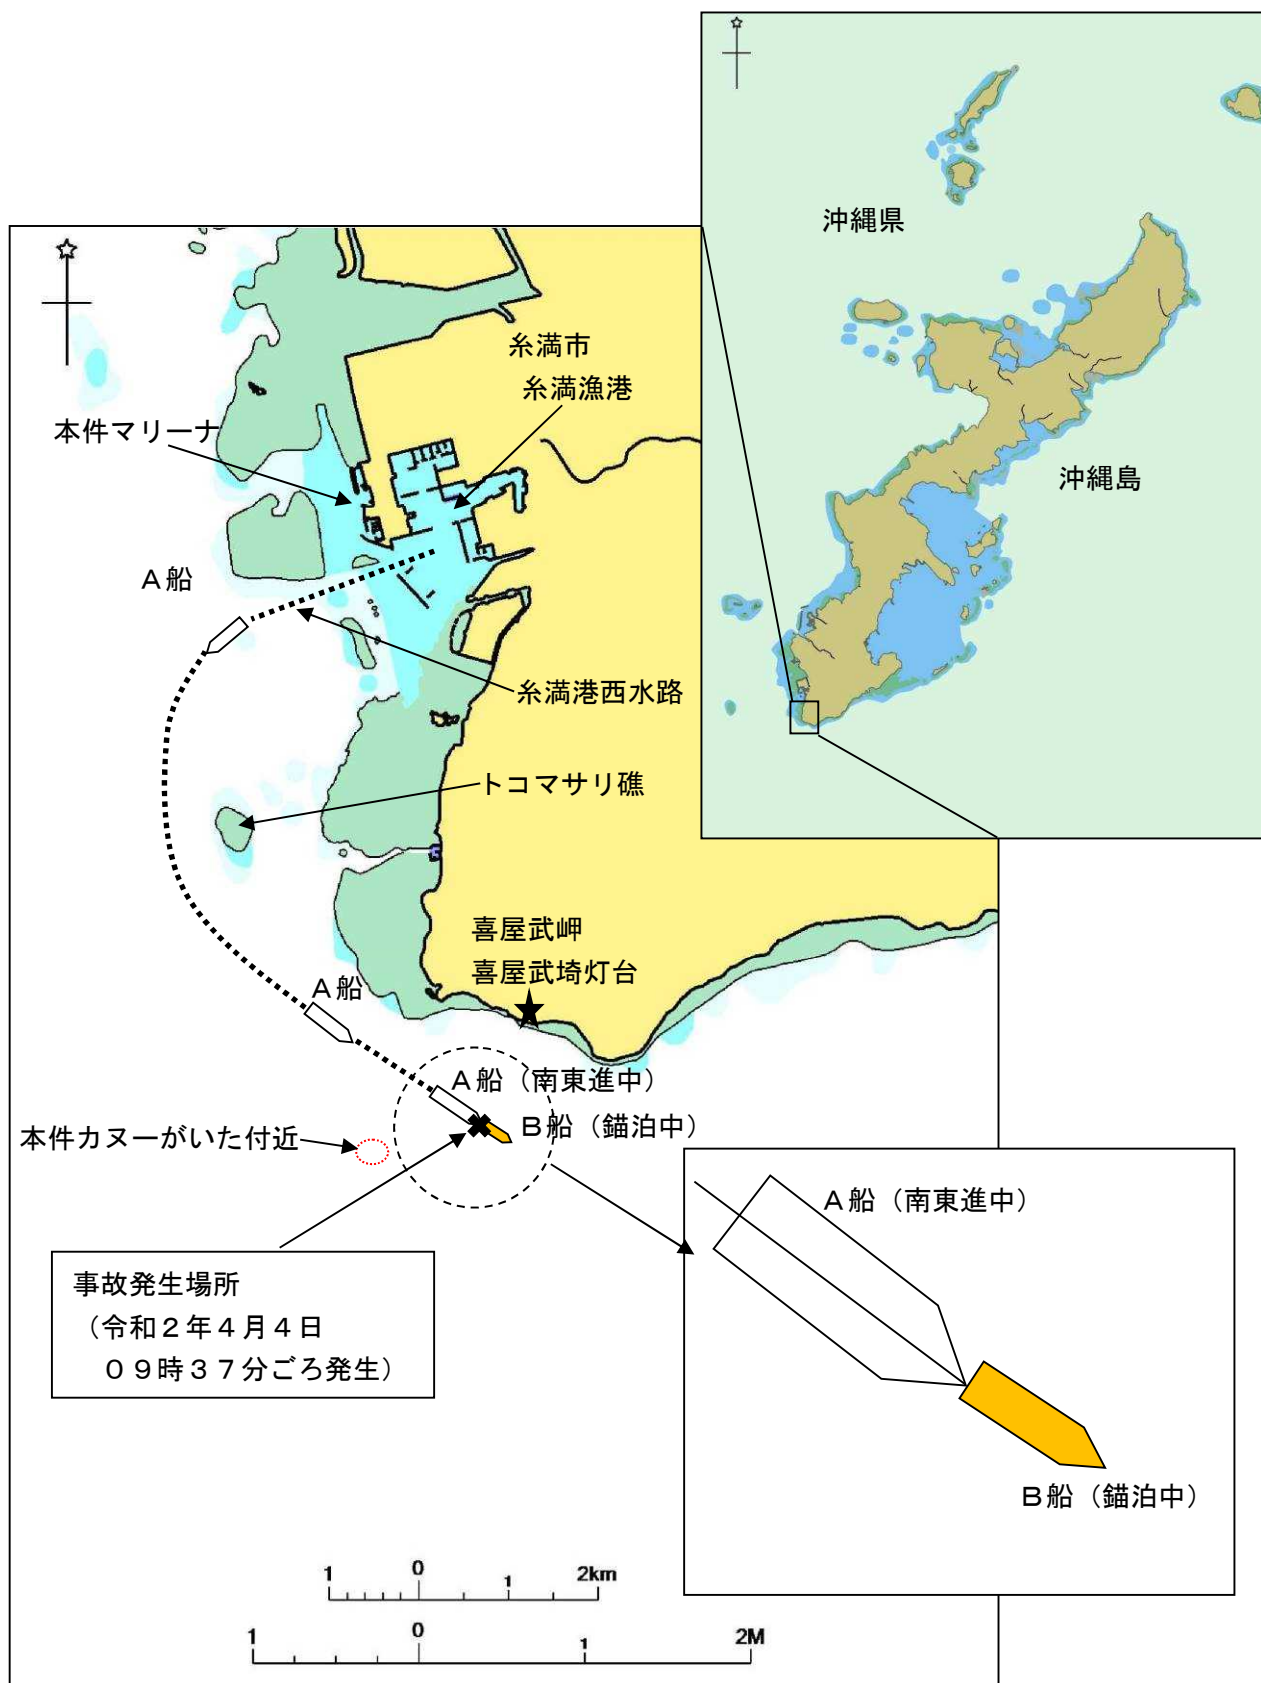 沖縄県
沖縄島
糸満市
糸満漁港
本件マリーナ
A船
糸満港西水路
トコマサリ礁
喜屋武岬
喜屋武埼灯台
A船
A船（南東進中）
B船（錨泊中）
本件カヌーがいた付近
事故発生場所
（令和２年４月４日
０９時３７分ごろ発生）
A船（南東進中）
B船（錨泊中）
1 0 1 2km
1 0 1 2M